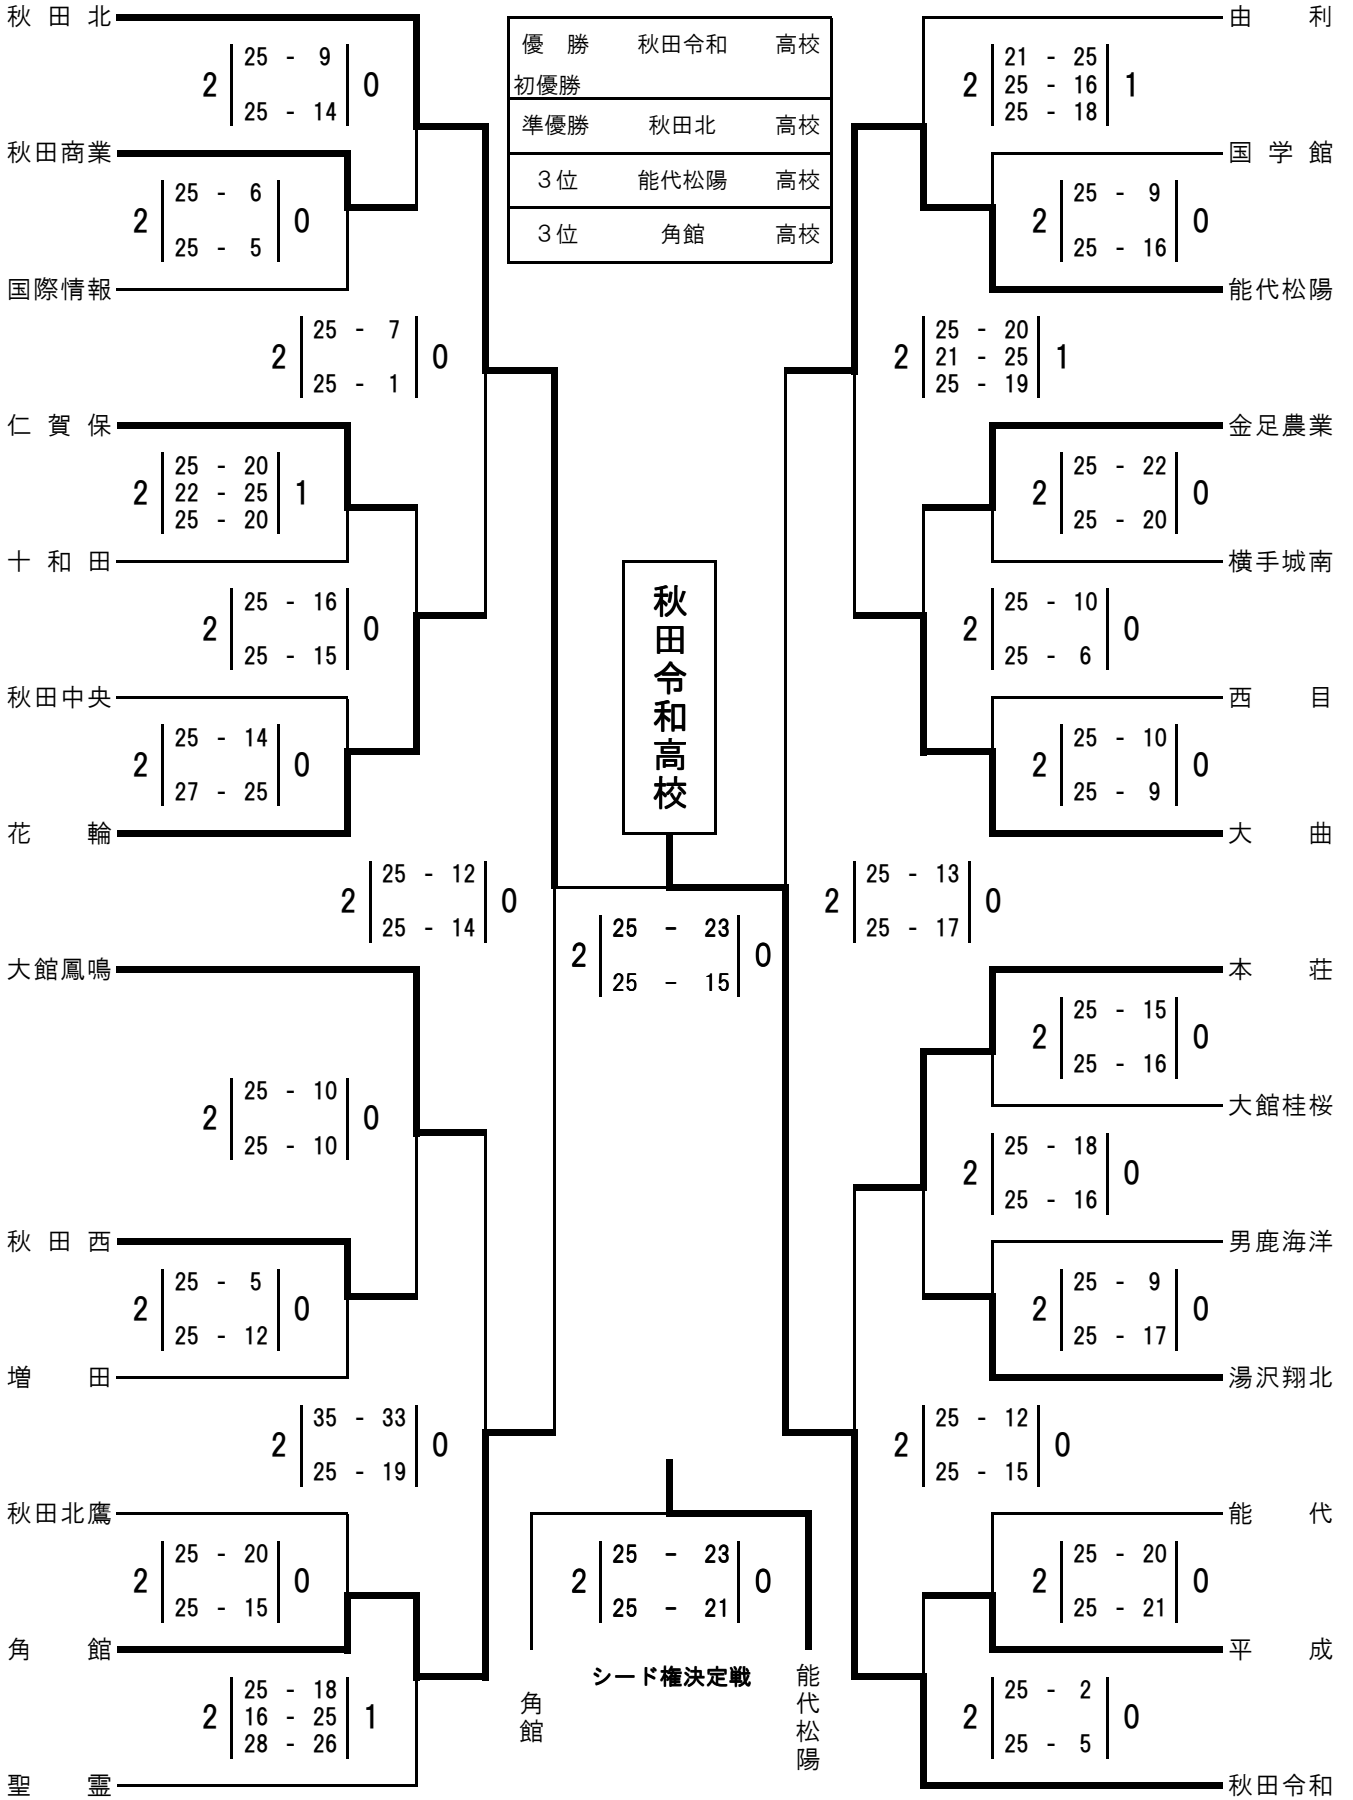 秋田北
25 - 9
2 0
25 - 14
秋田商業
25 - 6
2 0
25 - 5
国際情報
25 - 7
2 0
25 - 1
仁賀保
25 - 20
2 22 - 25 1
25 - 20
十和田
25 - 16
2 0
25 - 15
秋田中央
25 - 14
2 0
27 - 25
花輪
25 - 12
2 0
25 - 14
大館鳳鳴
25 - 10
2 0
25 - 10
秋田西
25 - 5
2 0
25 - 12
増田
35 - 33
2 0
25 - 19
秋田北鷹
25 - 20
2 0
25 - 15
角館
25 - 18
2 16 - 25 1
28 - 26
聖霊
優勝 秋田令和 高校
初優勝
準優勝 秋田北 高校
3位 能代松陽 高校
3位 角館 高校
秋田令和高校
25 - 23
2 0
25 - 15
25 - 23
2 0
25 - 21
シード権決定戦
角館
能代松陽
由利
21 - 25
2 25 - 16 1
25 - 18
国学館
25 - 9
2 0
25 - 16
能代松陽
25 - 20
2 21 - 25 1
25 - 19
金足農業
25 - 22
2 0
25 - 20
横手城南
25 - 10
2 0
25 - 6
西目
25 - 10
2 0
25 - 9
大曲
25 - 13
2 0
25 - 17
本荘
25 - 15
2 0
25 - 16
大館桂桜
25 - 18
2 0
25 - 16
男鹿海洋
25 - 9
2 0
25 - 17
湯沢翔北
25 - 12
2 0
25 - 15
能代
25 - 20
2 0
25 - 21
平成
25 - 2
2 0
25 - 5
秋田令和